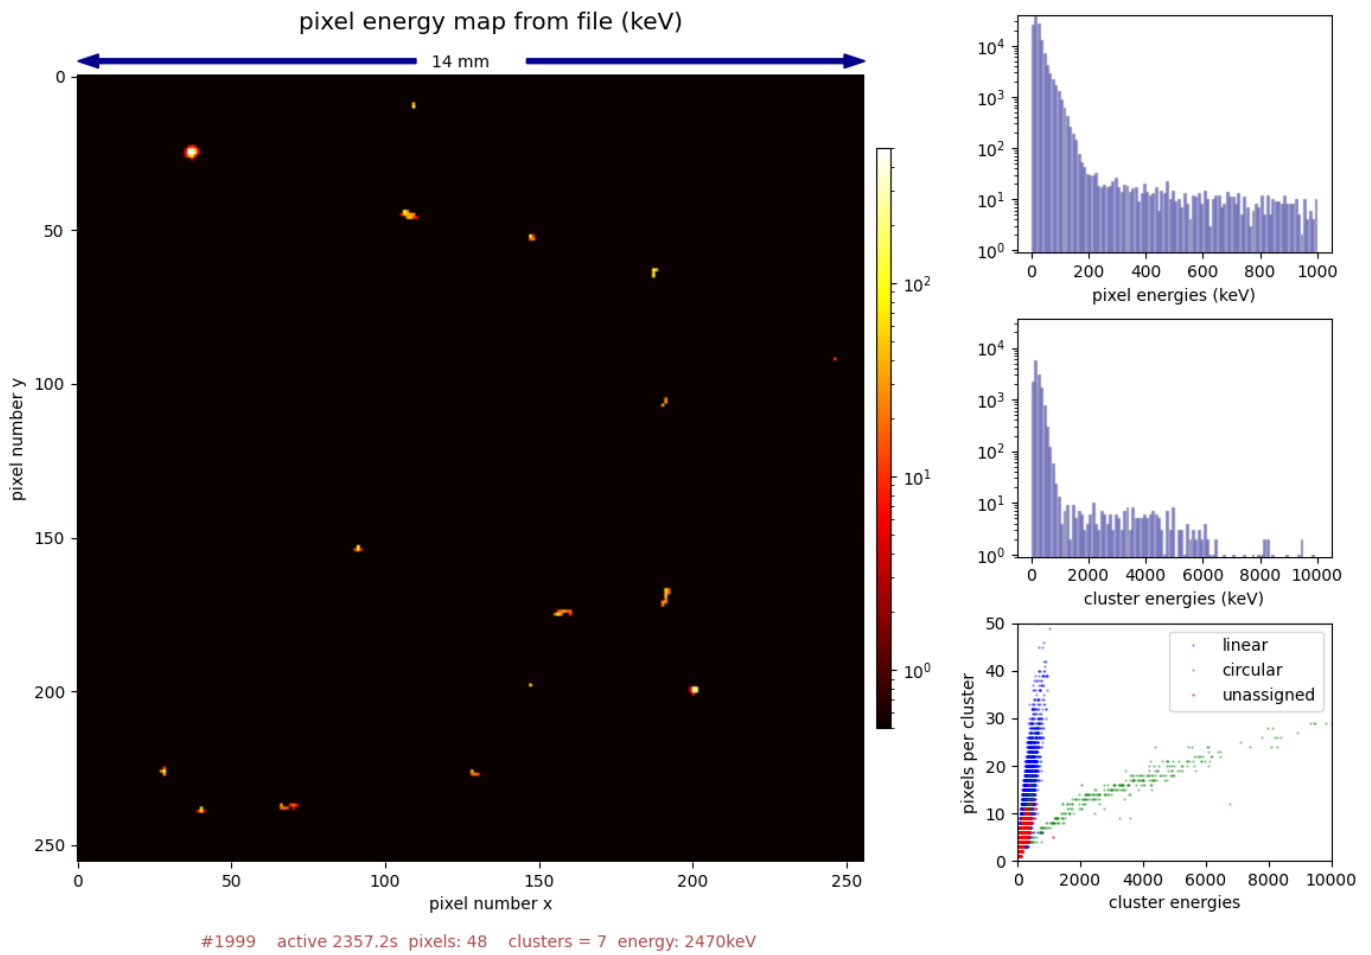 pixel energy map from file (keV)
14 mm
0
50
100
150
200
250
pixel number y
0 50 100 150 200 250
pixel number x
10²
10¹
10⁰
#1999 active 2357.2s pixels: 48 clusters = 7 energy: 2470keV
10⁴
10³
10²
10¹
10⁰
0 200 400 600 800 1000
pixel energies (keV)
10⁴
10³
10²
10¹
10⁰
0 2000 4000 6000 8000 10000
cluster energies (keV)
50
40
30
20
10
0
pixels per cluster
linear
circular
unassigned
0 2000 4000 6000 8000 10000
cluster energies